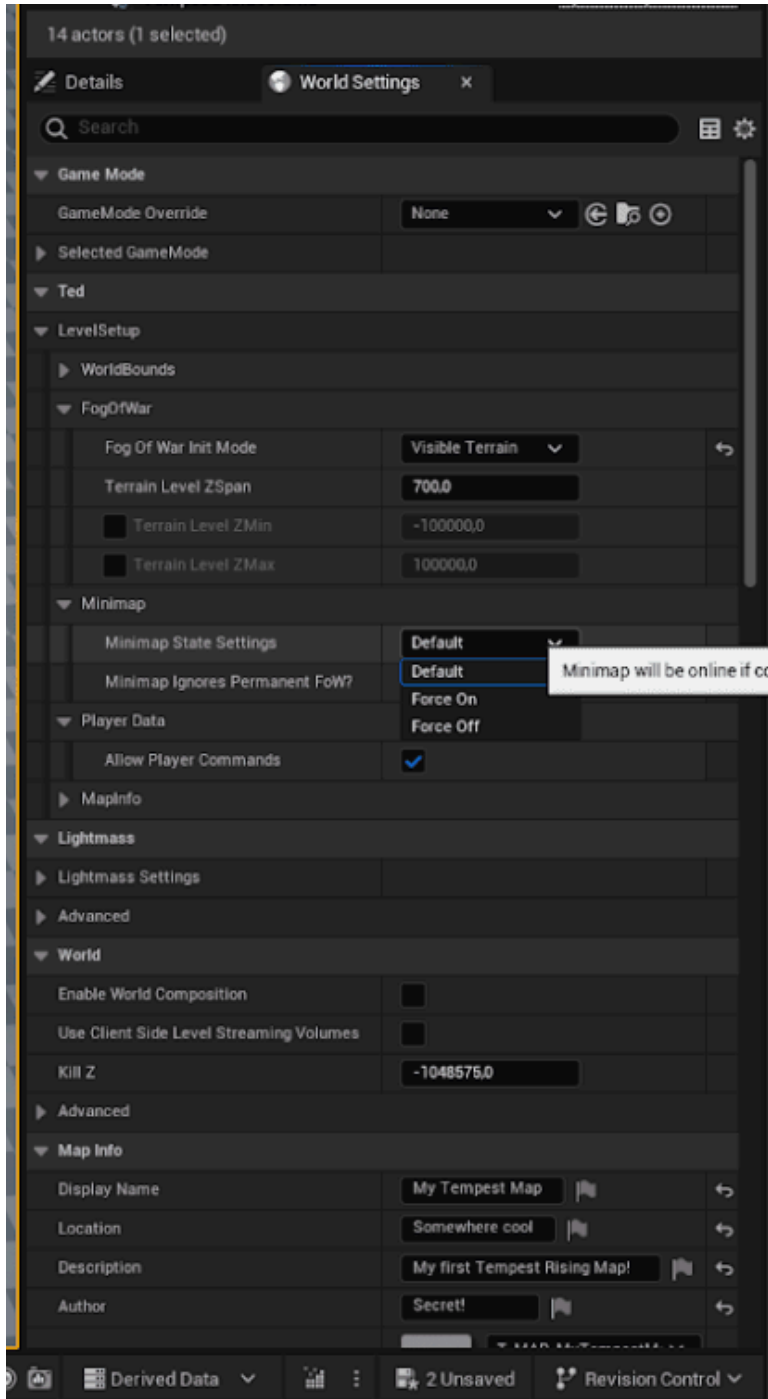 14 actors (1 selected)
Details
World Settings
Search
Game Mode
GameMode Override None
Selected GameMode
Ted
LevelSetup
WorldBounds
FogOfWar
Fog Of War Init Mode Visible Terrain
Terrain Level ZSpan 700,0
Terrain Level ZMin -100000,0
Terrain Level ZMax 100000,0
Minimap
Minimap State Settings Default
Default Minimap will be online if
Minimap Ignores Permanent FoW?
Force On
Player Data
Force Off
Allow Player Commands
MapInfo
Lightmass
Lightmass Settings
Advanced
World
Enable World Composition
Use Client Side Level Streaming Volumes
Kill Z -1048575,0
Advanced
Map Info
Display Name My Tempest Map
Location Somewhere cool
Description My first Tempest Rising Map!
Author Secret!
Derived Data 2 Unsaved Revision Control